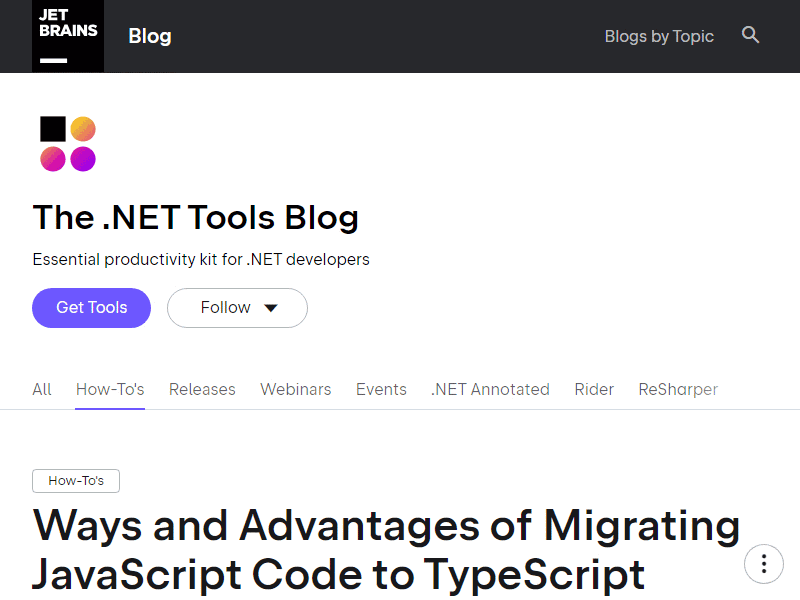 JET
BRAINS
Blog
Blogs by Topic
The .NET Tools Blog
Essential productivity kit for .NET developers
Get Tools
Follow
All How-To's Releases Webinars Events .NET Annotated Rider ReSharper
How-To's
Ways and Advantages of Migrating
JavaScript Code to TypeScript